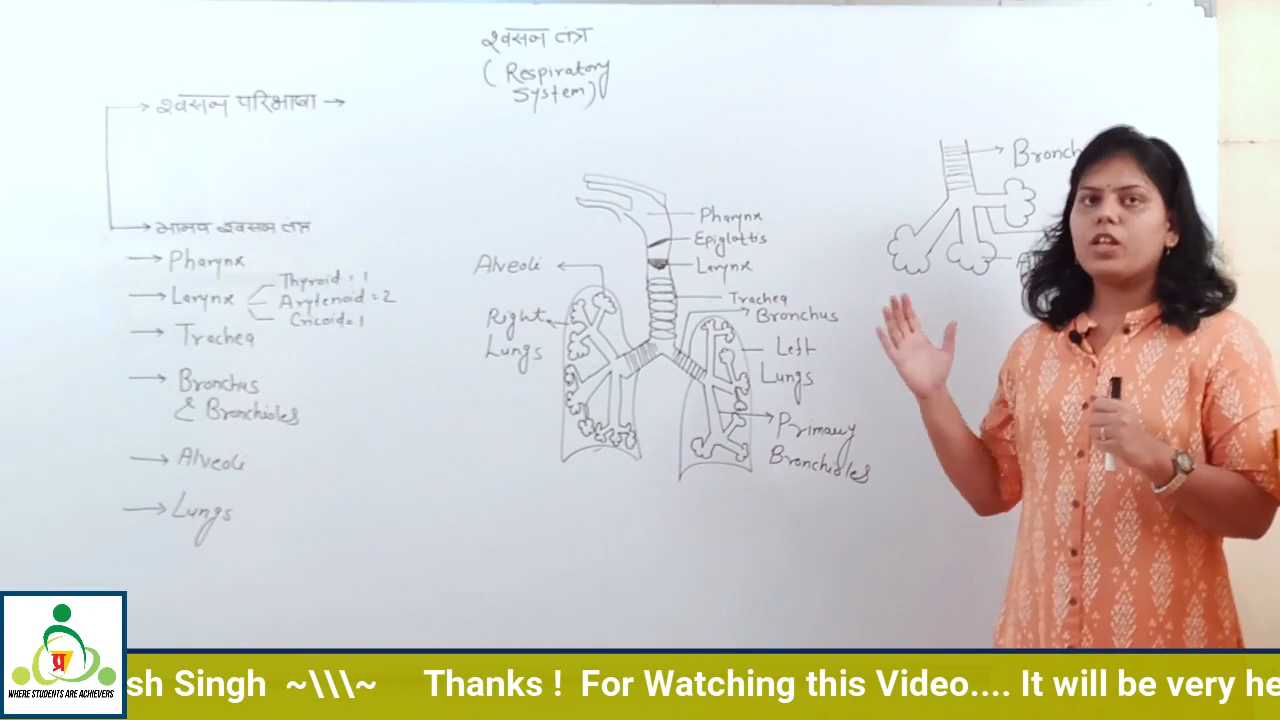 श्वसन तंत्र
(Respiratory
System)
श्वसन परिभाषा →
मानव श्वसन तंत्र
Pharynx
Larynx
Thyroid = 1
Arytenoid = 2
Cricoid = 1
Trachea
Bronchus
& Bronchioles
Alveoli
Lungs
Pharynx
Epiglottis
Larynx
Trachea
Bronchus
Alveoli
Right
Lungs
Left
Lungs
Primary
Bronchioles
Bronch
sh Singh ~\\\~ Thanks ! For Watching this Video.... It will be very he
प्र
WHERE STUDENTS ARE ACHIEVERS